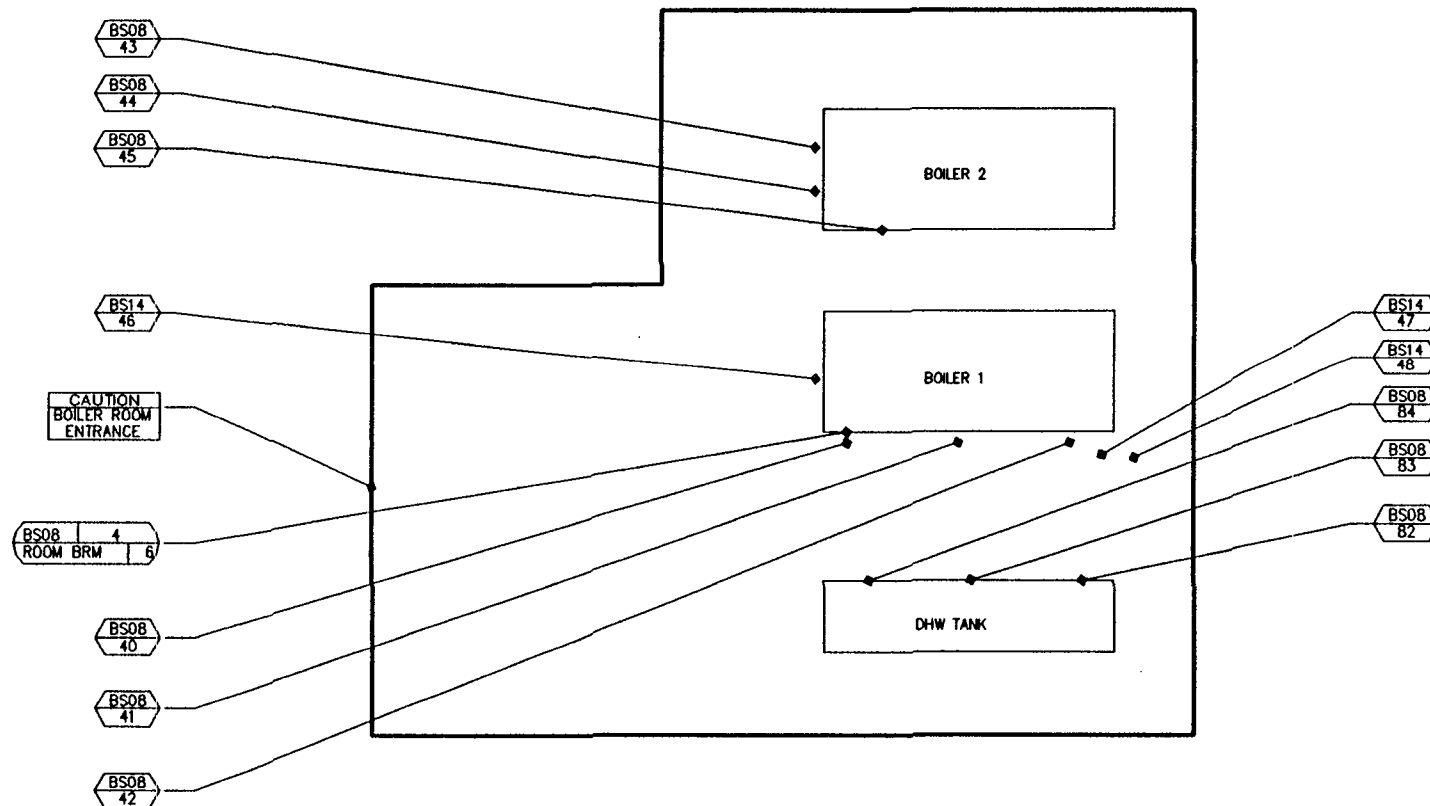 BS08
43
BS08
44
BS08
45
BOILER 2
BS14
46
BOILER 1
BS14
47
BS14
48
BS08
84
BS08
83
BS08
82
CAUTION
BOILER ROOM
ENTRANCE
BS08 4
ROOM BRM 6
BS08
40
BS08
41
BS08
42
DHW TANK